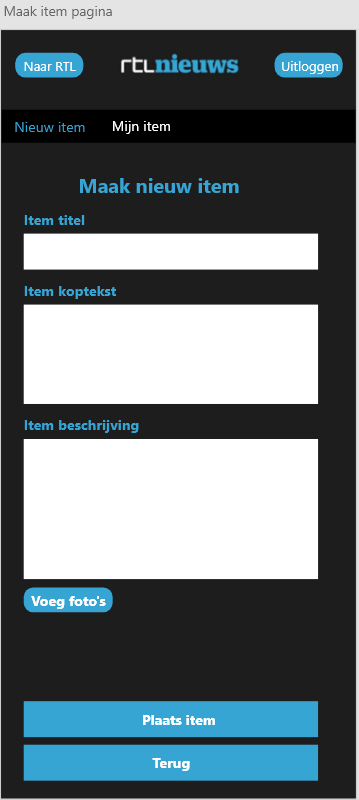 Maak item pagina
Naar RTL
rtlnieuws
Uitloggen
Nieuw item
Mijn item
Maak nieuw item
Item titel
Item koptekst
Item beschrijving
Voeg foto's
Plaats item
Terug